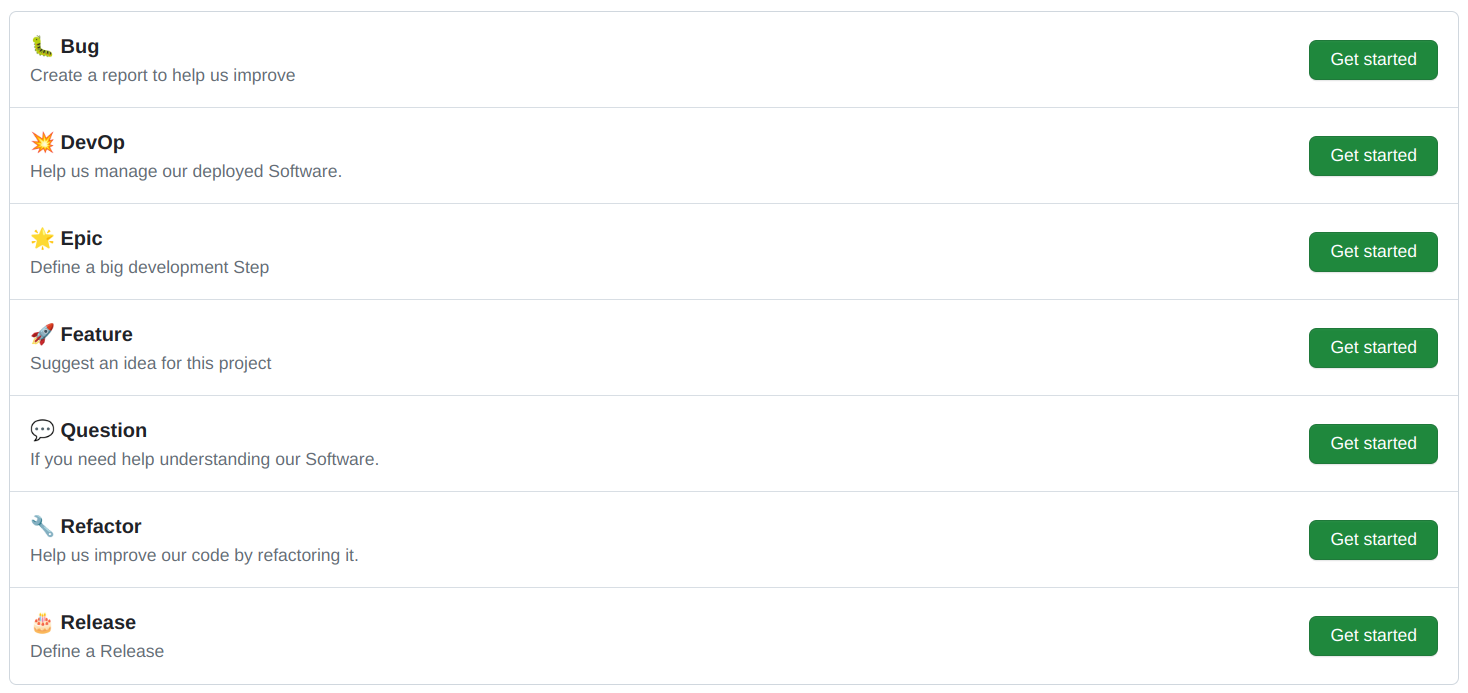 🐛 Bug
Create a report to help us improve
Get started
💥 DevOp
Help us manage our deployed Software.
Get started
🌟 Epic
Define a big development Step
Get started
🚀 Feature
Suggest an idea for this project
Get started
💬 Question
If you need help understanding our Software.
Get started
🔧 Refactor
Help us improve our code by refactoring it.
Get started
🎂 Release
Define a Release
Get started